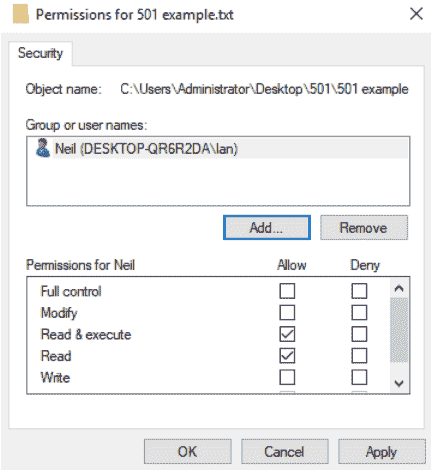 Permissions for 501 example.txt
Security
Object name: C:\Users\Administrator\Desktop\501\501 example
Group or user names:
Neil (DESKTOP-QR6R2DA\Ian)
Add... Remove
Permissions for Neil Allow Deny
Full control
Modify
Read & execute
Read
Write
OK Cancel Apply